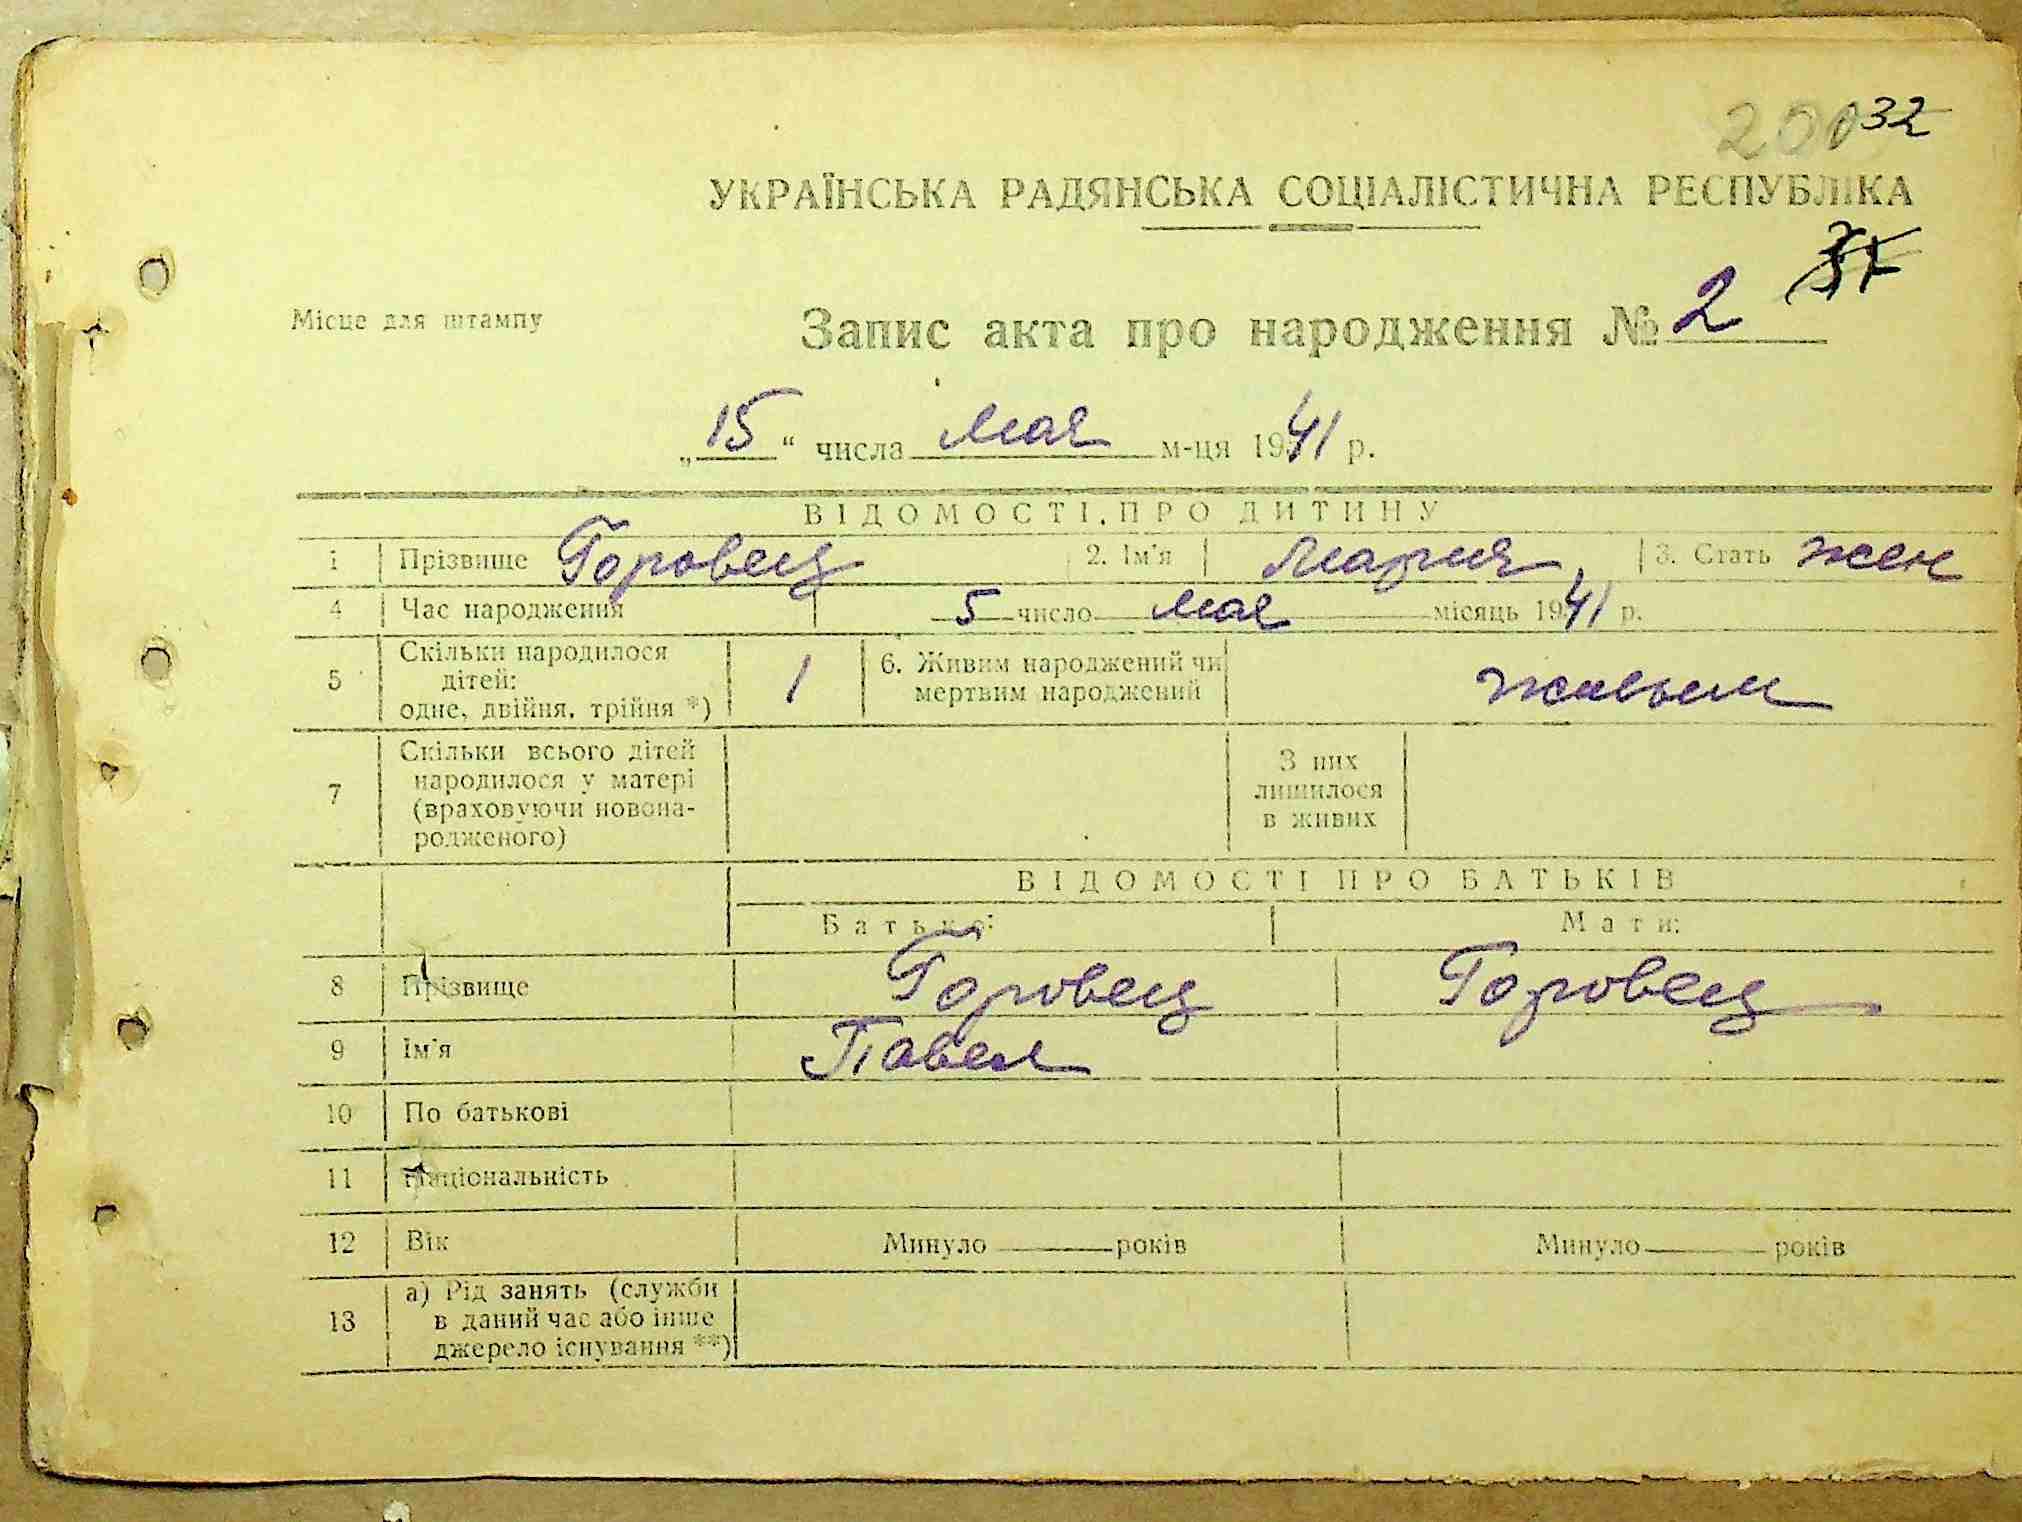 32
УКРАЇНСЬКА РАДЯНСЬКА СОЦІАЛІСТИЧНА РЕСПУБЛІКА
Місце для штампу
Запис акта про народження № 2
„15“ числа мая м-ця 1941 р.
ВІДОМОСТІ ПРО ДИТИНУ
1 Прізвище Горовец 2. Ім'я Мария 3. Стать жен
4 Час народження 5 число мая місяць 1941 р.
5 Скільки народилося дітей: одне, двійня, трійня *) 1 6. Живим народжений чи мертвим народжений живым
7 Скільки всього дітей народилося у матері (враховуючи новонародженого) З них лишилося в живих
ВІДОМОСТІ ПРО БАТЬКІВ
Батько: Мати:
8 Прізвище Горовец Горовец
9 Ім'я Павел
10 По батькові
11 Національність
12 Вік Минуло ——— років Минуло ——— років
13 а) Рід занять (служби в даний час або інше джерело існування **)